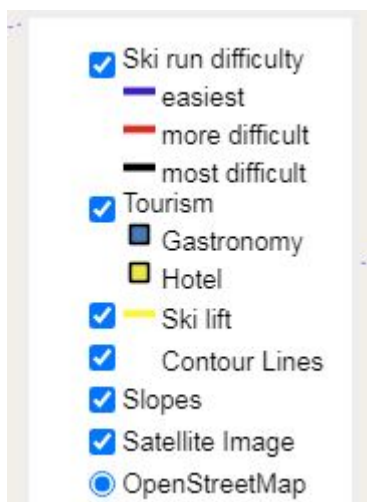 Ski run difficulty
easiest
more difficult
most difficult
Tourism
Gastronomy
Hotel
Ski lift
Contour Lines
Slopes
Satellite Image
OpenStreetMap